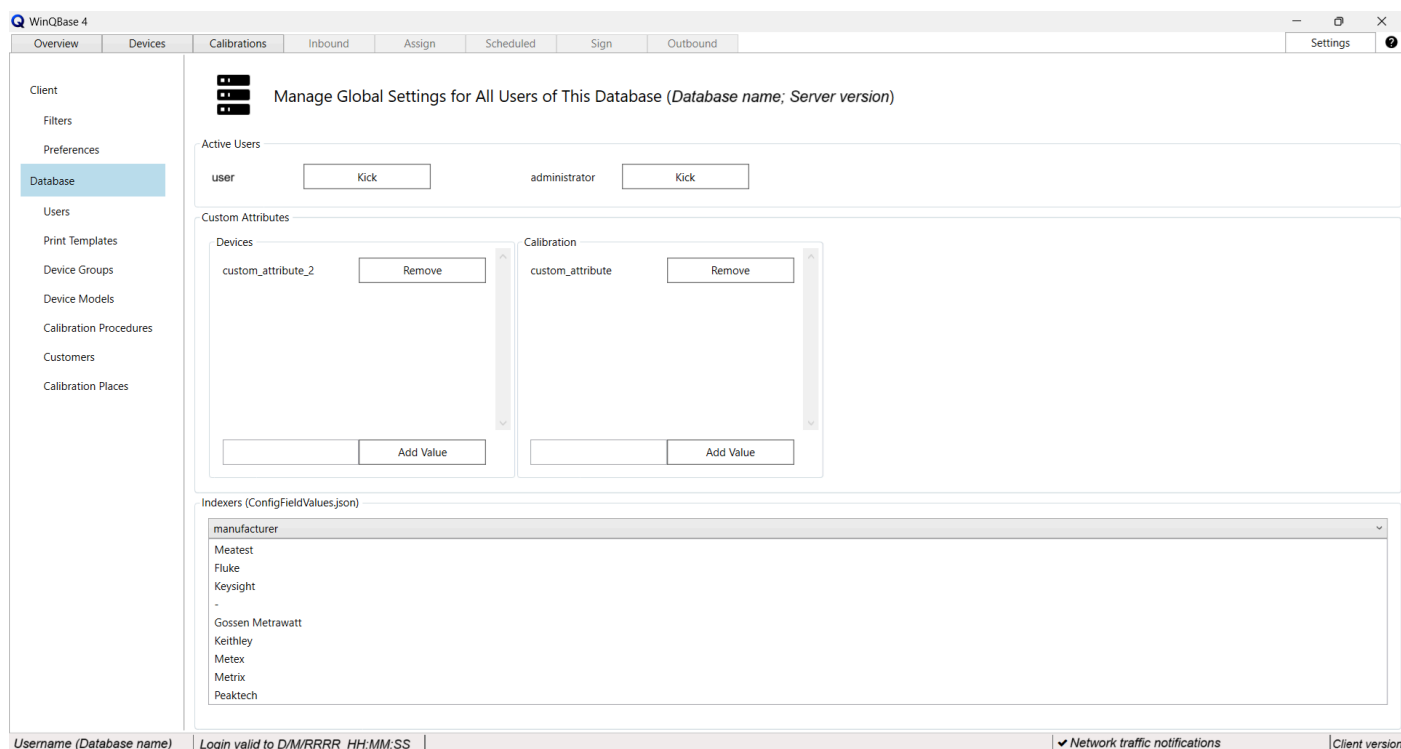 WinQBase 4
Overview Devices Calibrations Inbound Assign Scheduled Sign Outbound Settings ?
Client
Filters
Preferences
Database
Users
Print Templates
Device Groups
Device Models
Calibration Procedures
Customers
Calibration Places
Manage Global Settings for All Users of This Database (Database name; Server version)
Active Users
user Kick administrator Kick
Custom Attributes
Devices
custom_attribute_2 Remove
Add Value
Calibration
custom_attribute Remove
Add Value
Indexers (ConfigFieldValues.json)
manufacturer
Meatest
Fluke
Keysight
-
Gossen Metrawatt
Keithley
Metex
Metrix
Peaktech
Username (Database name) Login valid to D/M/RRRR HH:MM:SS ✔ Network traffic notifications Client version